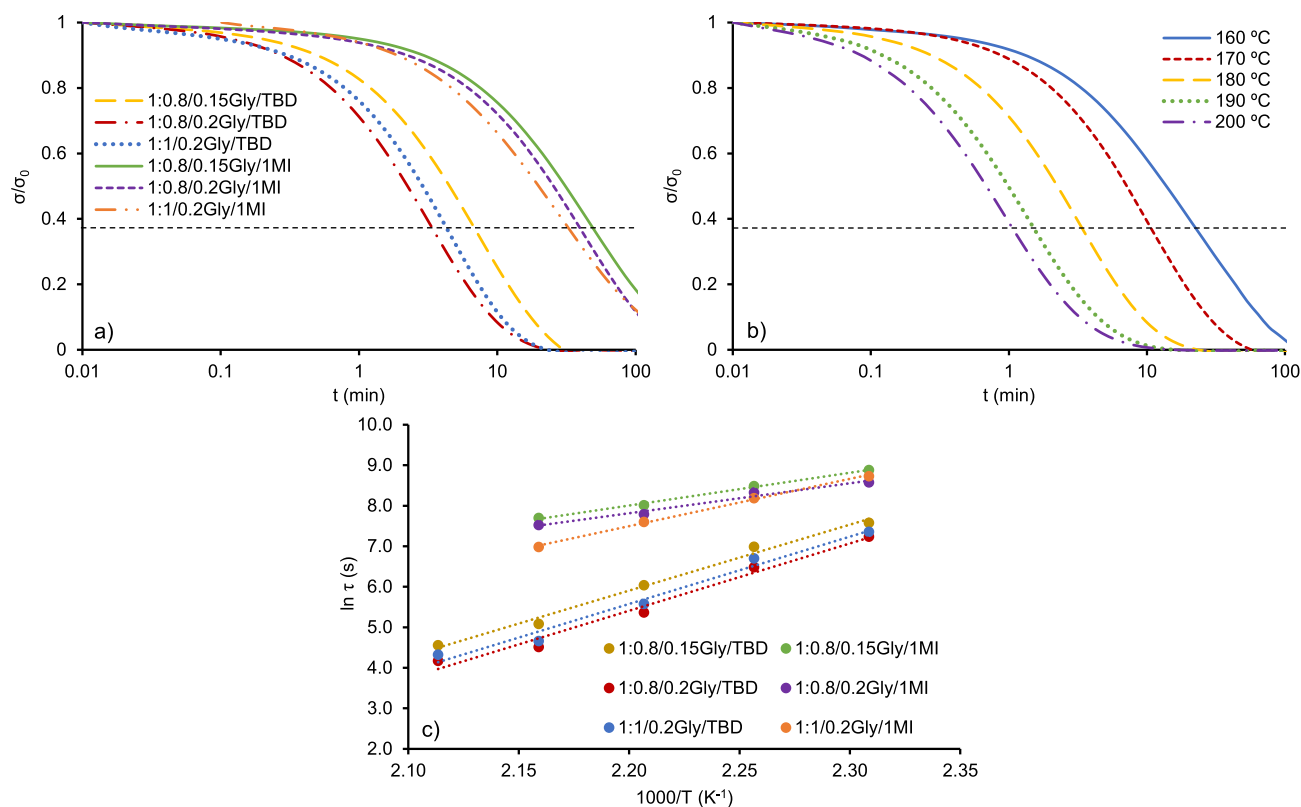 1
0.8
0.6
0.4
0.2
0
σ/σ0
1:0.8/0.15Gly/TBD
1:0.8/0.2Gly/TBD
1:1/0.2Gly/TBD
1:0.8/0.15Gly/1MI
1:0.8/0.2Gly/1MI
1:1/0.2Gly/1MI
a)
0.01 0.1 1 10 100
t (min)
1
0.8
0.6
0.4
0.2
0
σ/σ0
160 ºC
170 ºC
180 ºC
190 ºC
200 ºC
b)
0.01 0.1 1 10 100
t (min)
10.0
9.0
8.0
7.0
6.0
5.0
4.0
3.0
2.0
ln τ (s)
1:0.8/0.15Gly/TBD 1:0.8/0.15Gly/1MI
1:0.8/0.2Gly/TBD 1:0.8/0.2Gly/1MI
1:1/0.2Gly/TBD 1:1/0.2Gly/1MI
c)
2.10 2.15 2.20 2.25 2.30 2.35
1000/T (K-1)